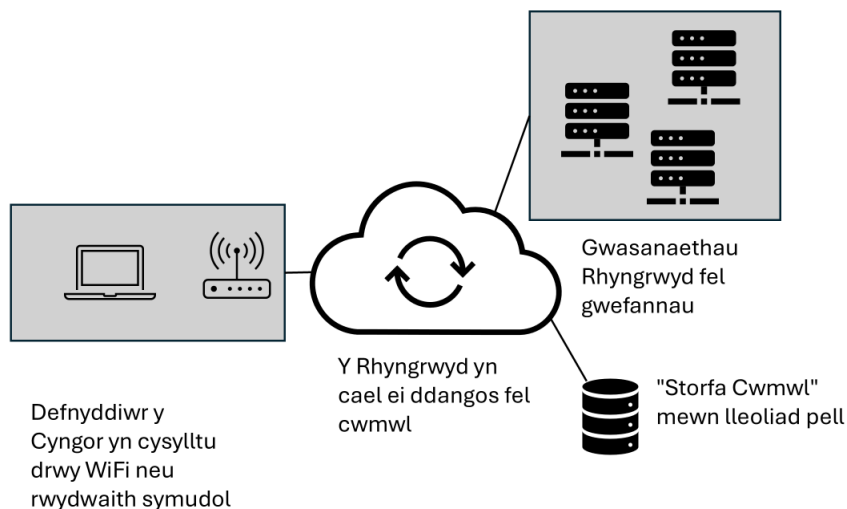 Gwasanaethau
Rhyngrwyd fel
gwefannau
Y Rhyngrwyd yn
cael ei ddangos fel
cwmwl
"Storfa Cwmwl"
mewn lleoliad pell
Defnyddiwr y
Cyngor yn cysylltu
drwy WiFi neu
rwydwaith symudol